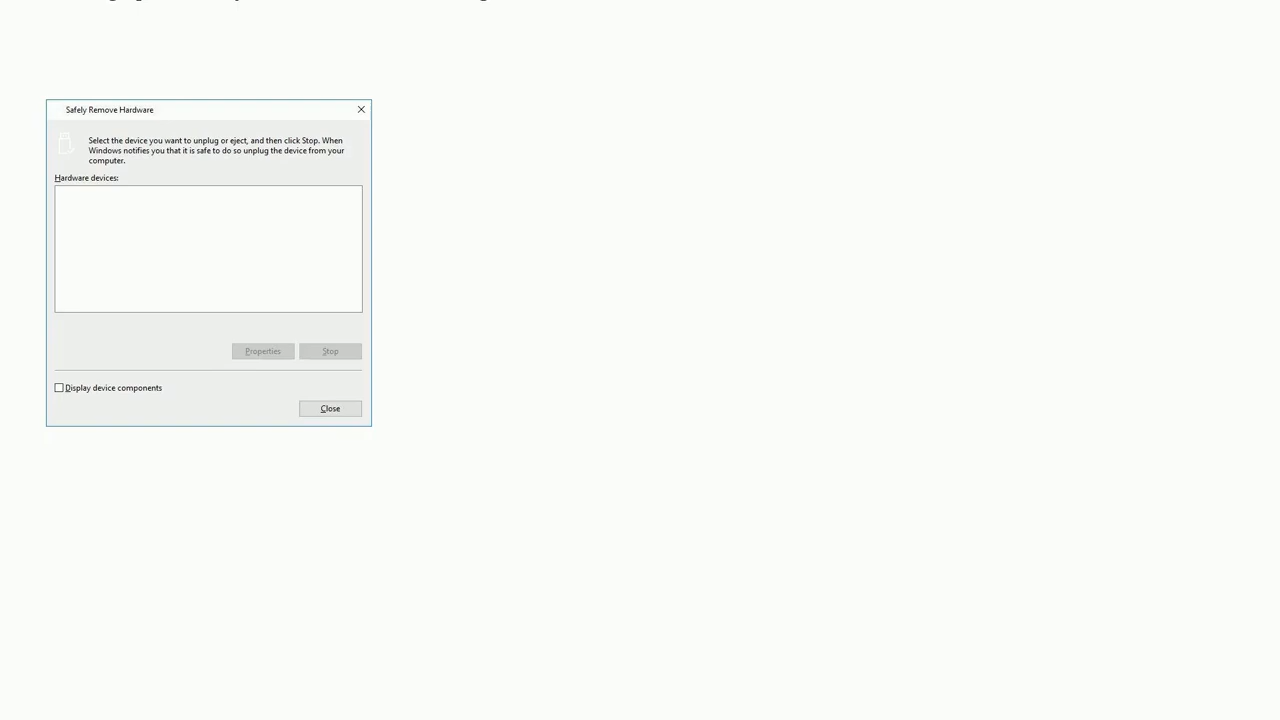 Safely Remove Hardware
Select the device you want to unplug or eject, and then click Stop. When
Windows notifies you that it is safe to do so unplug the device from your
computer.
Hardware devices:
Properties
Stop
Display device components
Close